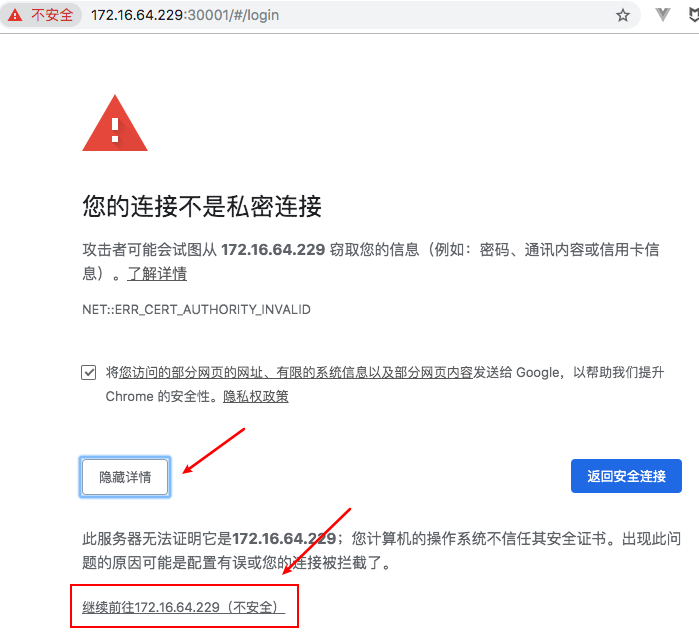 不安全 172.16.64.229:30001/#/login
您的连接不是私密连接
攻击者可能会试图从 172.16.64.229 窃取您的信息（例如：密码、通讯内容或信用卡信
息）。了解详情
NET::ERR_CERT_AUTHORITY_INVALID
将您访问的部分网页的网址、有限的系统信息以及部分网页内容发送给 Google，以帮助我们提升
Chrome 的安全性。隐私权政策
隐藏详情
返回安全连接
此服务器无法证明它是172.16.64.229；您计算机的操作系统不信任其安全证书。出现此问
题的原因可能是配置有误或您的连接被拦截了。
继续前往172.16.64.229（不安全）